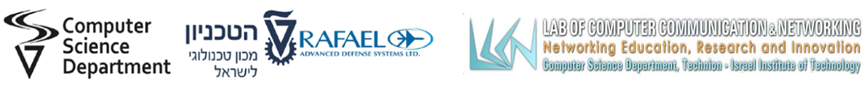 Computer
Science
Department
הטכניון
מכון טכנולוגי
לישראל
RAFAEL
ADVANCED DEFENSE SYSTEMS LTD.
LCCN
LAB OF COMPUTER COMMUNICATION & NETWORKING
Networking Education, Research and Innovation
Computer Science Department, Technion - Israel Institute of Technology